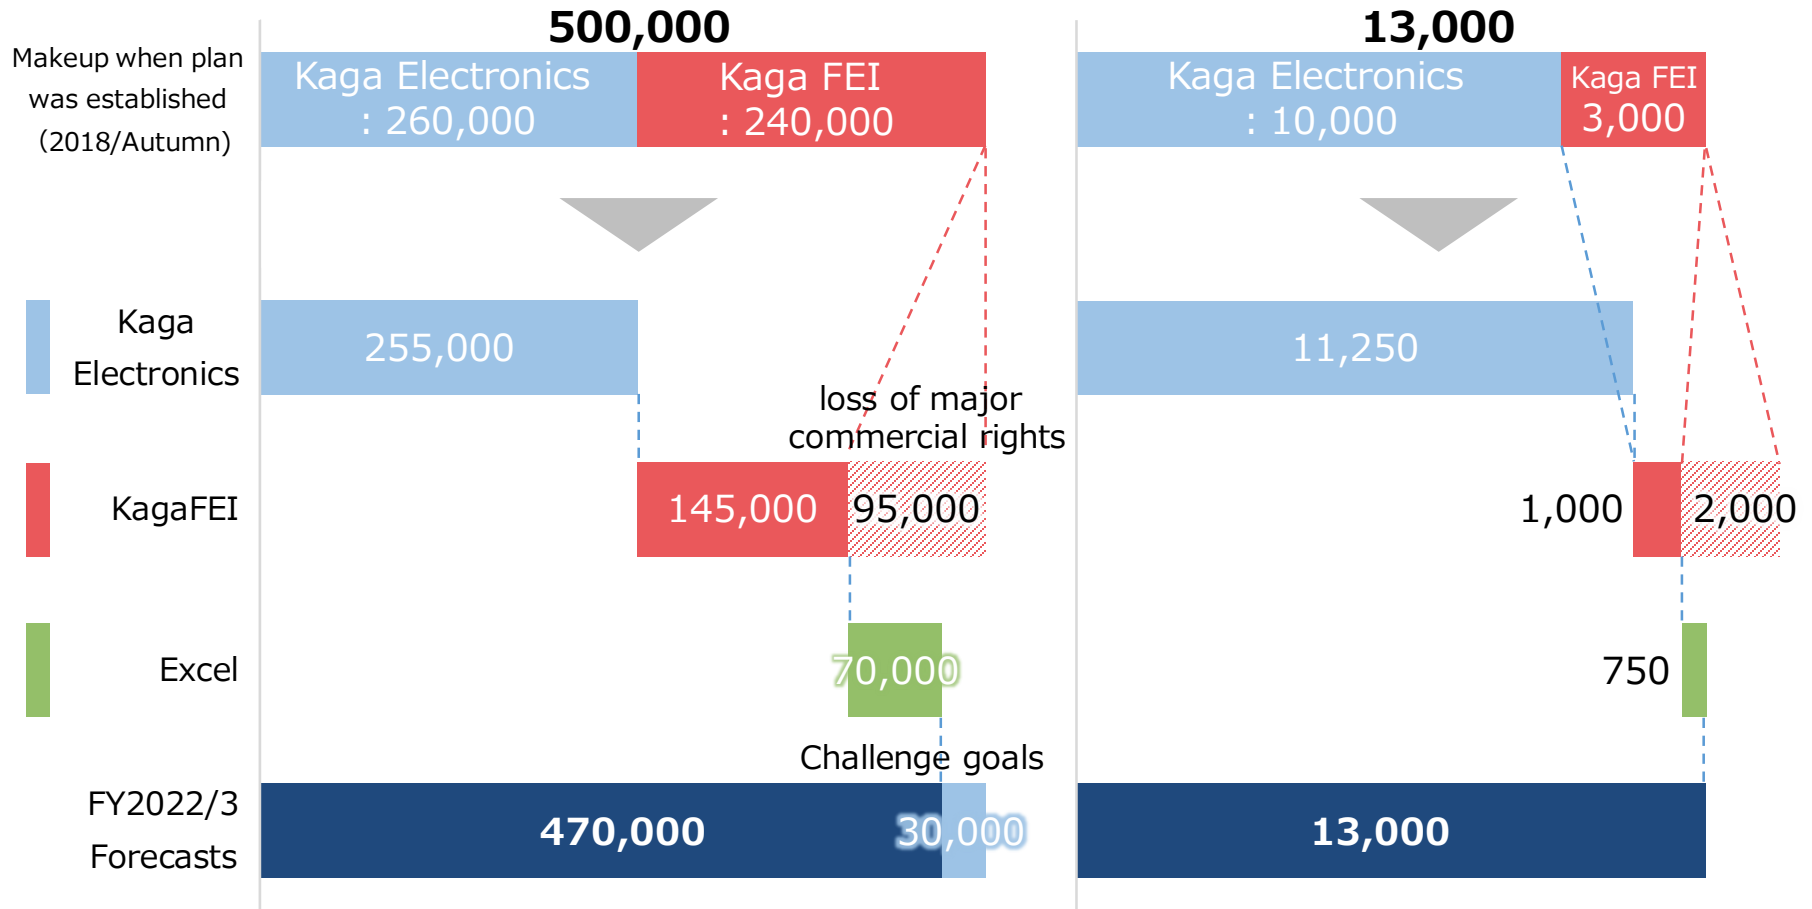 500,000
13,000
Makeup when plan
was established
(2018/Autumn)
Kaga Electronics
: 260,000
Kaga FEI
: 240,000
Kaga Electronics
: 10,000
Kaga FEI
3,000
Kaga
Electronics
255,000
11,250
loss of major
commercial rights
KagaFEI
145,000
95,000
1,000
2,000
Excel
70,000
750
Challenge goals
FY2022/3
Forecasts
470,000
30,000
13,000